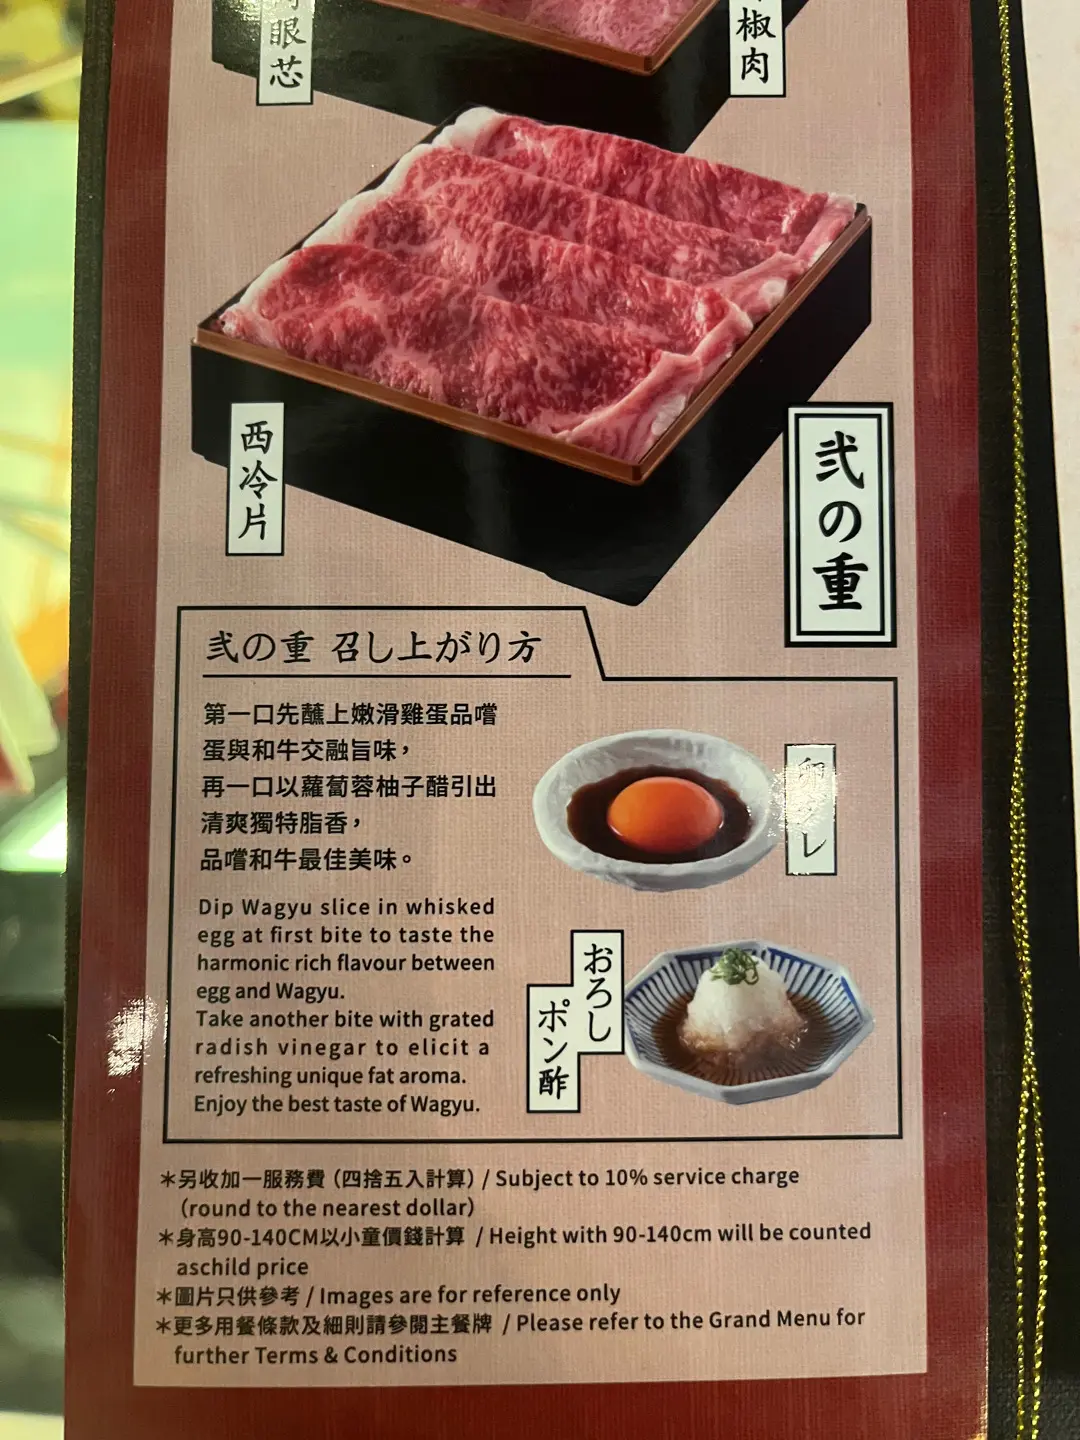 眼芯
椒肉
西冷片
弐の重
弐の重 召し上がり方
第一口先蘸上嫩滑雞蛋品嚐
蛋與和牛交融旨味，
再一口以蘿蔔蓉柚子醋引出
清爽獨特脂香，
品嚐和牛最佳美味。
Dip Wagyu slice in whisked
egg at first bite to taste the
harmonic rich flavour between
egg and Wagyu.
Take another bite with grated
radish vinegar to elicit a
refreshing unique fat aroma.
Enjoy the best taste of Wagyu.
卵ダレ
おろし
ポン酢
＊另收加一服務費（四捨五入計算）/ Subject to 10% service charge
（round to the nearest dollar）
＊身高90-140CM以小童價錢計算 / Height with 90-140cm will be counted
aschild price
＊圖片只供參考 / Images are for reference only
＊更多用餐條款及細則請參閱主餐牌 / Please refer to the Grand Menu for
further Terms & Conditions